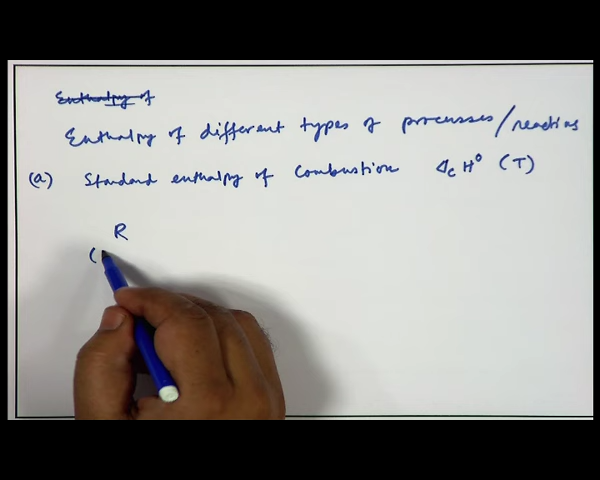 Enthalpy of
Enthalpy of different types of processes/reactions
(a) Standard enthalpy of combustion ΔcH° (T)
R
(